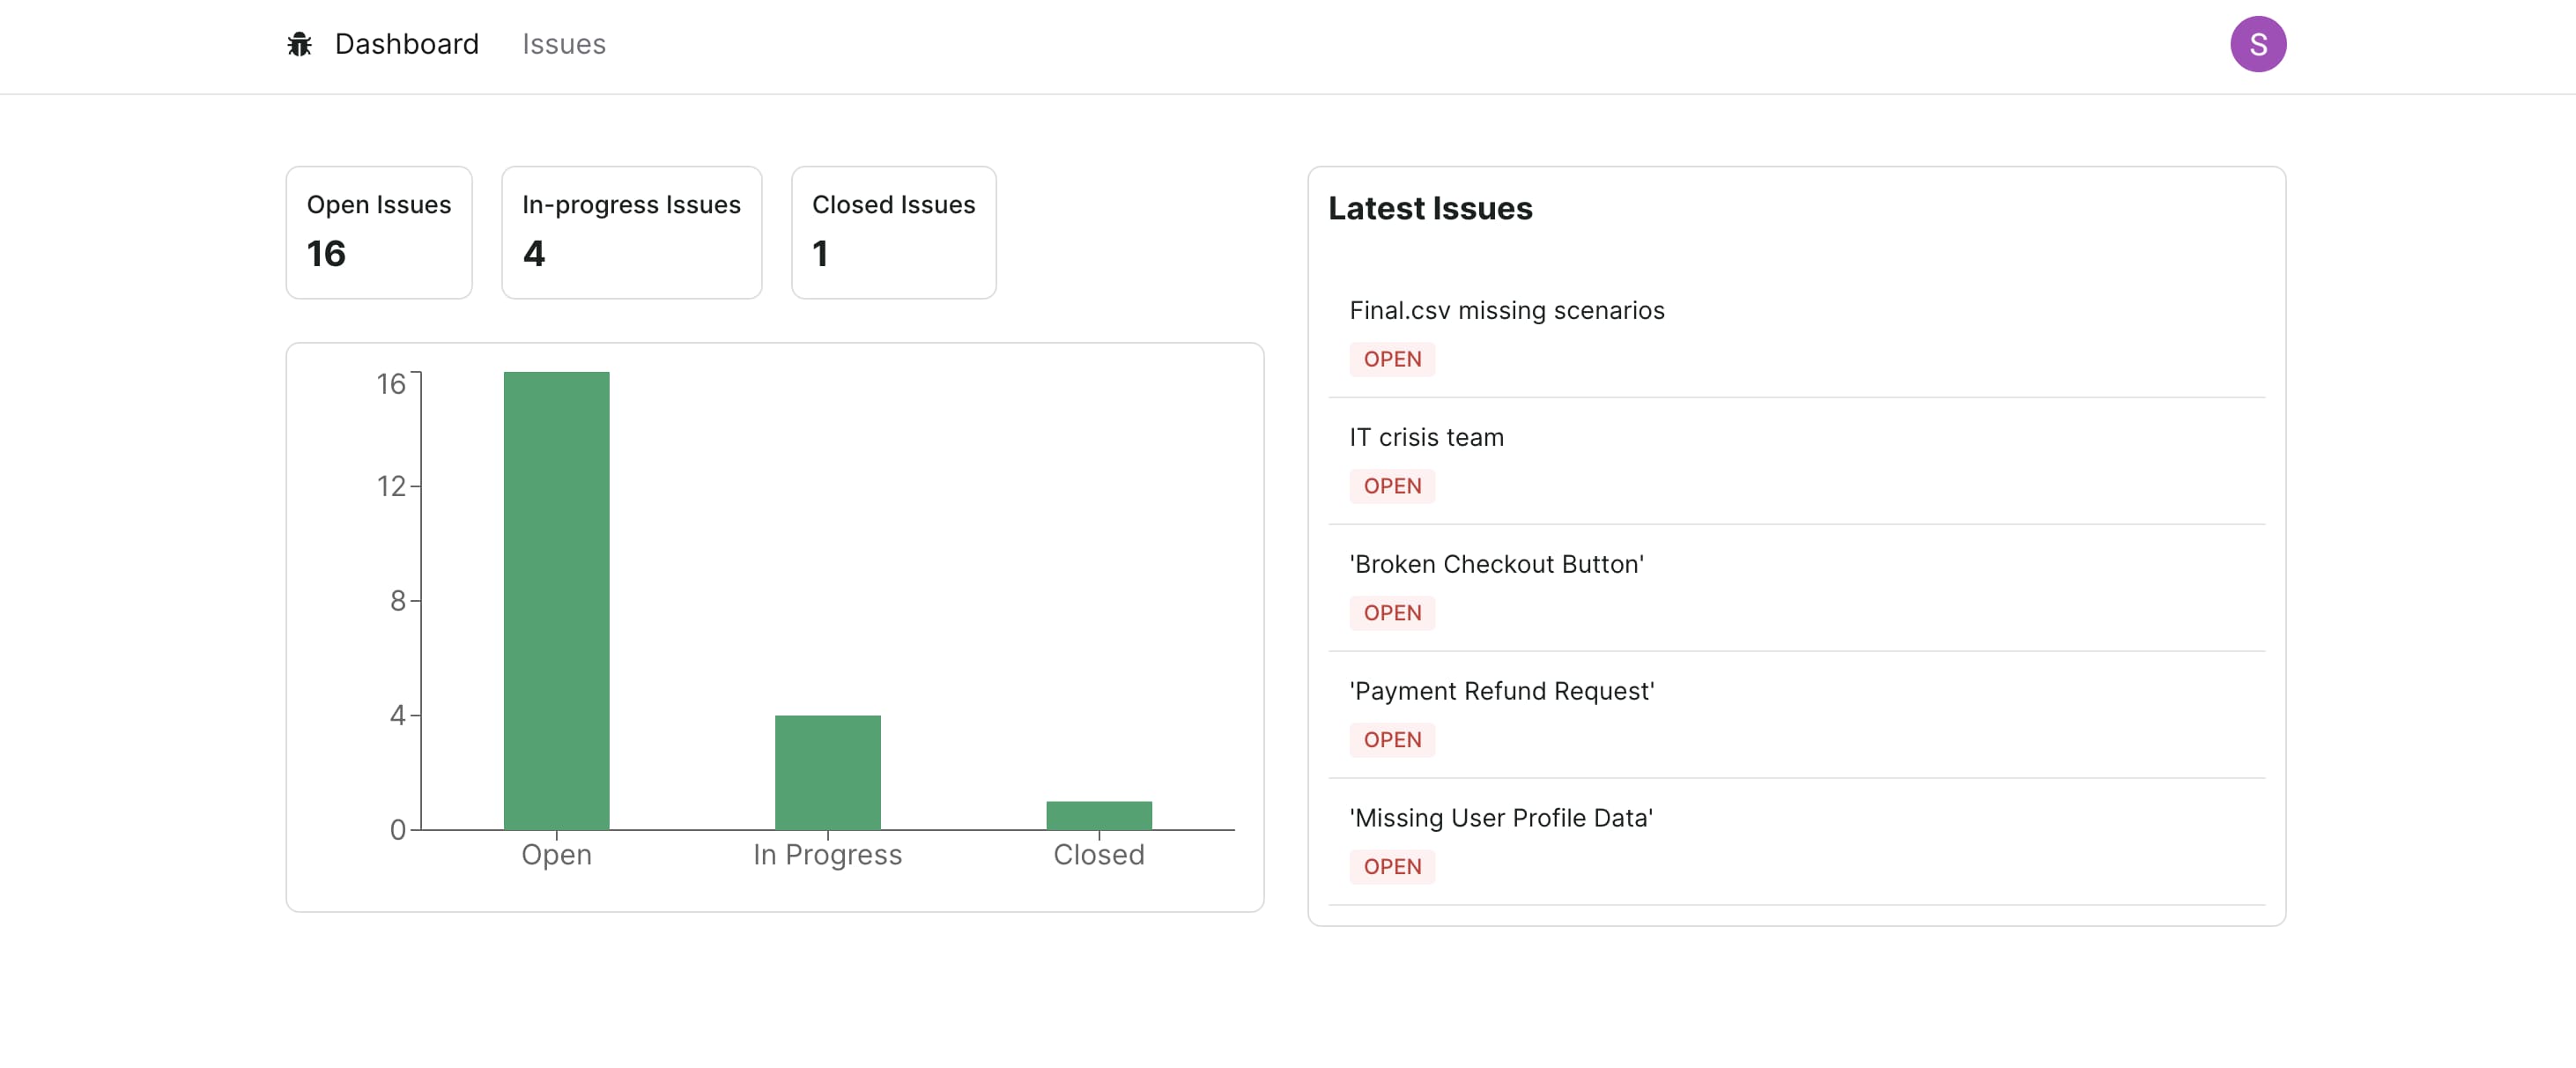 Dashboard
Issues
S
Open Issues
16
In-progress Issues
4
Closed Issues
1
16
12
8
4
0
Open
In Progress
Closed
Latest Issues
Final.csv missing scenarios
OPEN
IT crisis team
OPEN
'Broken Checkout Button'
OPEN
'Payment Refund Request'
OPEN
'Missing User Profile Data'
OPEN